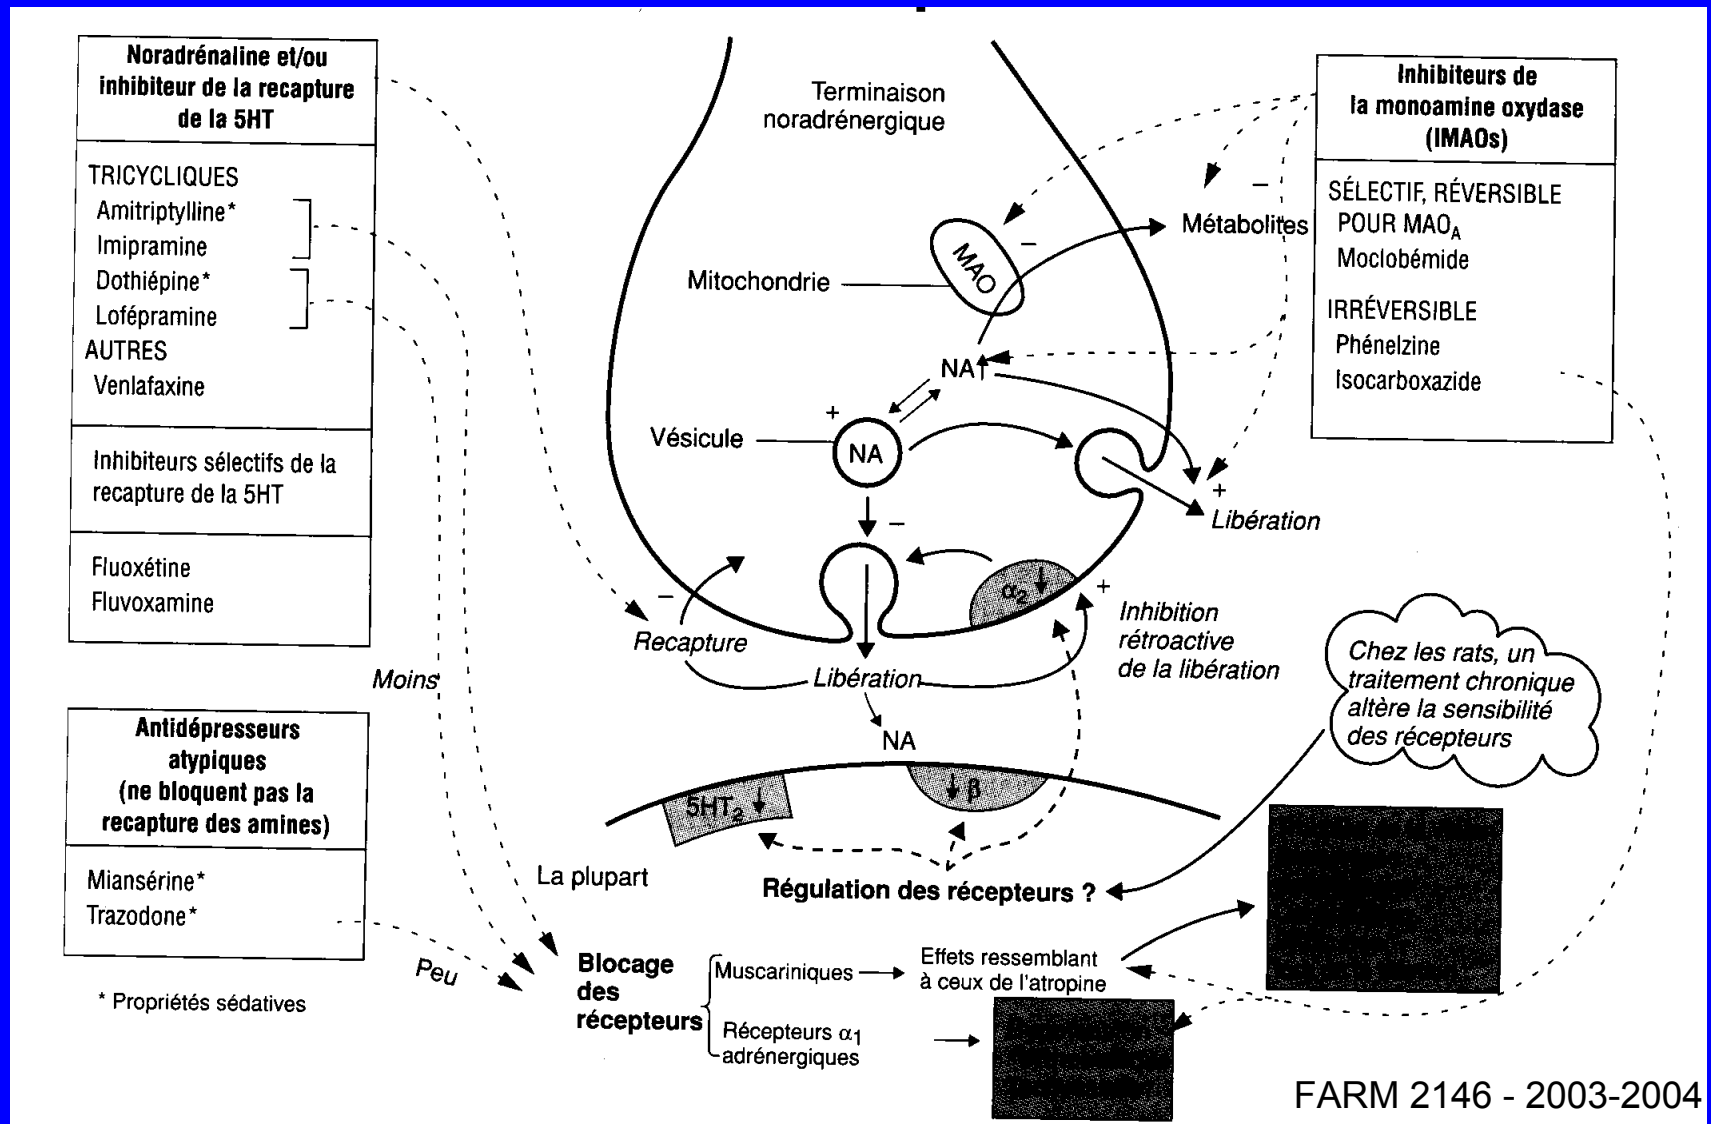 Noradrénaline et/ou
inhibiteur de la recapture
de la 5HT
TRICYCLIQUES
Amitriptylline*
Imipramine
Dothiépine*
Lofépramine
AUTRES
Venlafaxine
Inhibiteurs sélectifs de la
recapture de la 5HT
Fluoxétine
Fluvoxamine
Moins
Antidépresseurs
atypiques
(ne bloquent pas la
recapture des amines)
Miansérine*
Trazodone*
Peu
* Propriétés sédatives
Terminaison
noradrénergique
MAO
–
Mitochondrie
Métabolites
–
NA↑
+
Vésicule
NA
–
+
Libération
α2 ↓
+
–
Recapture
Libération
Inhibition
rétroactive
de la libération
NA
5HT2 ↓
↓ β
La plupart
Régulation des récepteurs ?
Blocage
des
récepteurs
Muscariniques
Effets ressemblant
à ceux de l'atropine
Récepteurs α1
adrénergiques
Inhibiteurs de
la monoamine oxydase
(IMAOs)
SÉLECTIF, RÉVERSIBLE
POUR MAOA
Moclobémide
IRRÉVERSIBLE
Phénelzine
Isocarboxazide
Chez les rats, un
traitement chronique
altère la sensibilité
des récepteurs
FARM 2146 - 2003-2004